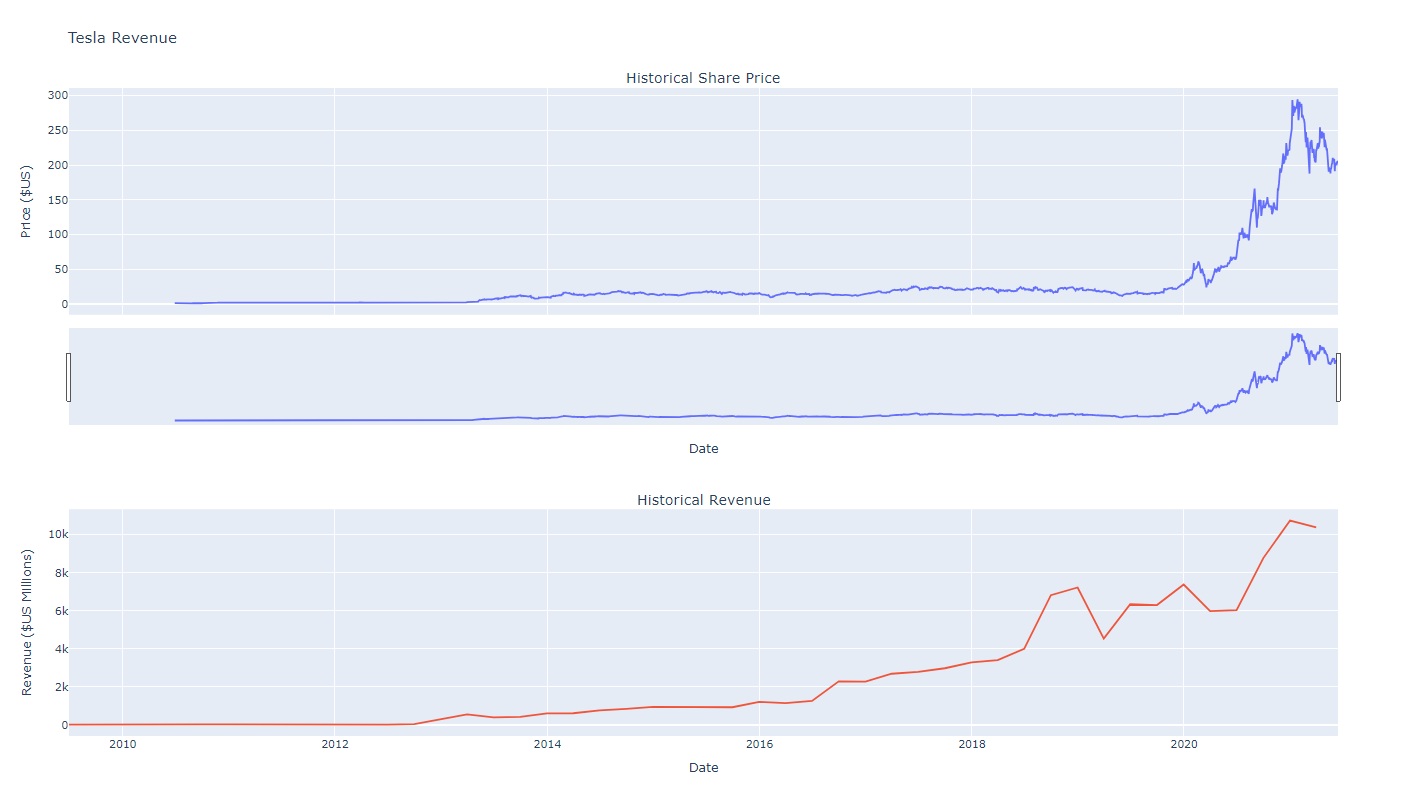 Tesla Revenue
Historical Share Price
Price ($US)
300
250
200
150
100
50
0
Date
Historical Revenue
Revenue ($US Millions)
10k
8k
6k
4k
2k
0
2010 2012 2014 2016 2018 2020
Date